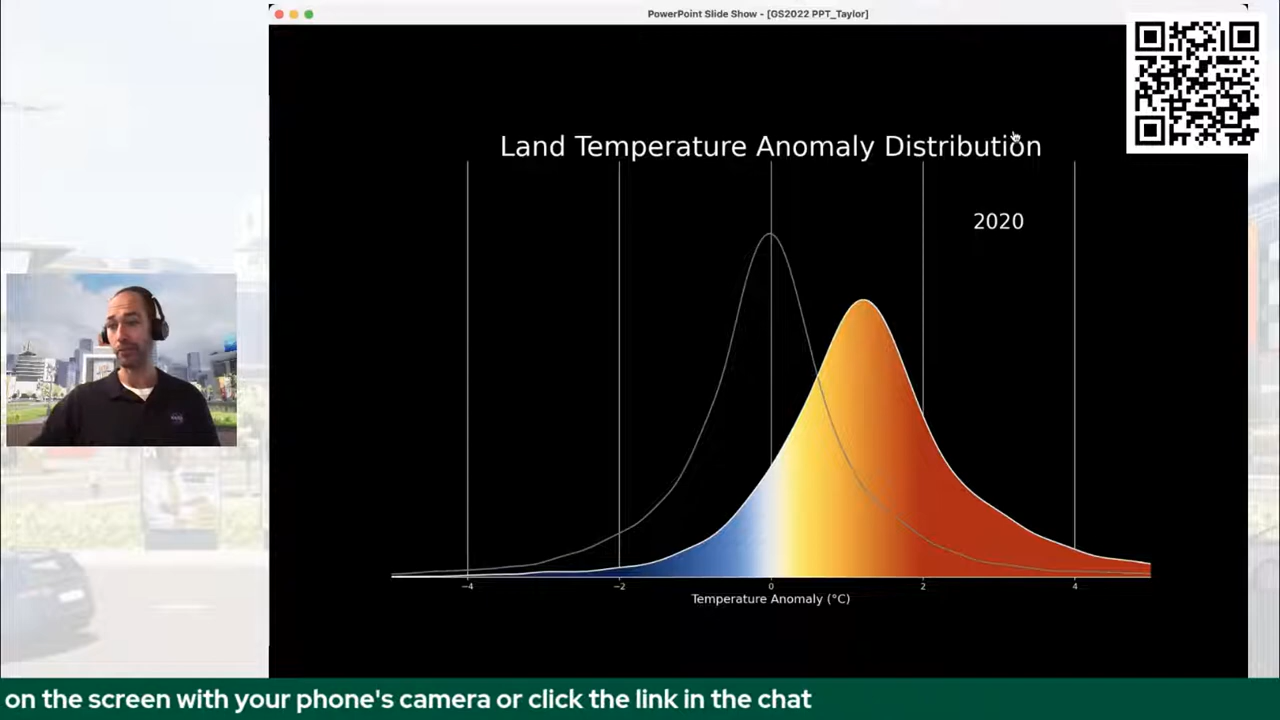 PowerPoint Slide Show - [GS2022 PPT_Taylor]
Land Temperature Anomaly Distribution
2020
−4 −2 0 2 4
Temperature Anomaly (°C)
on the screen with your phone's camera or click the link in the chat